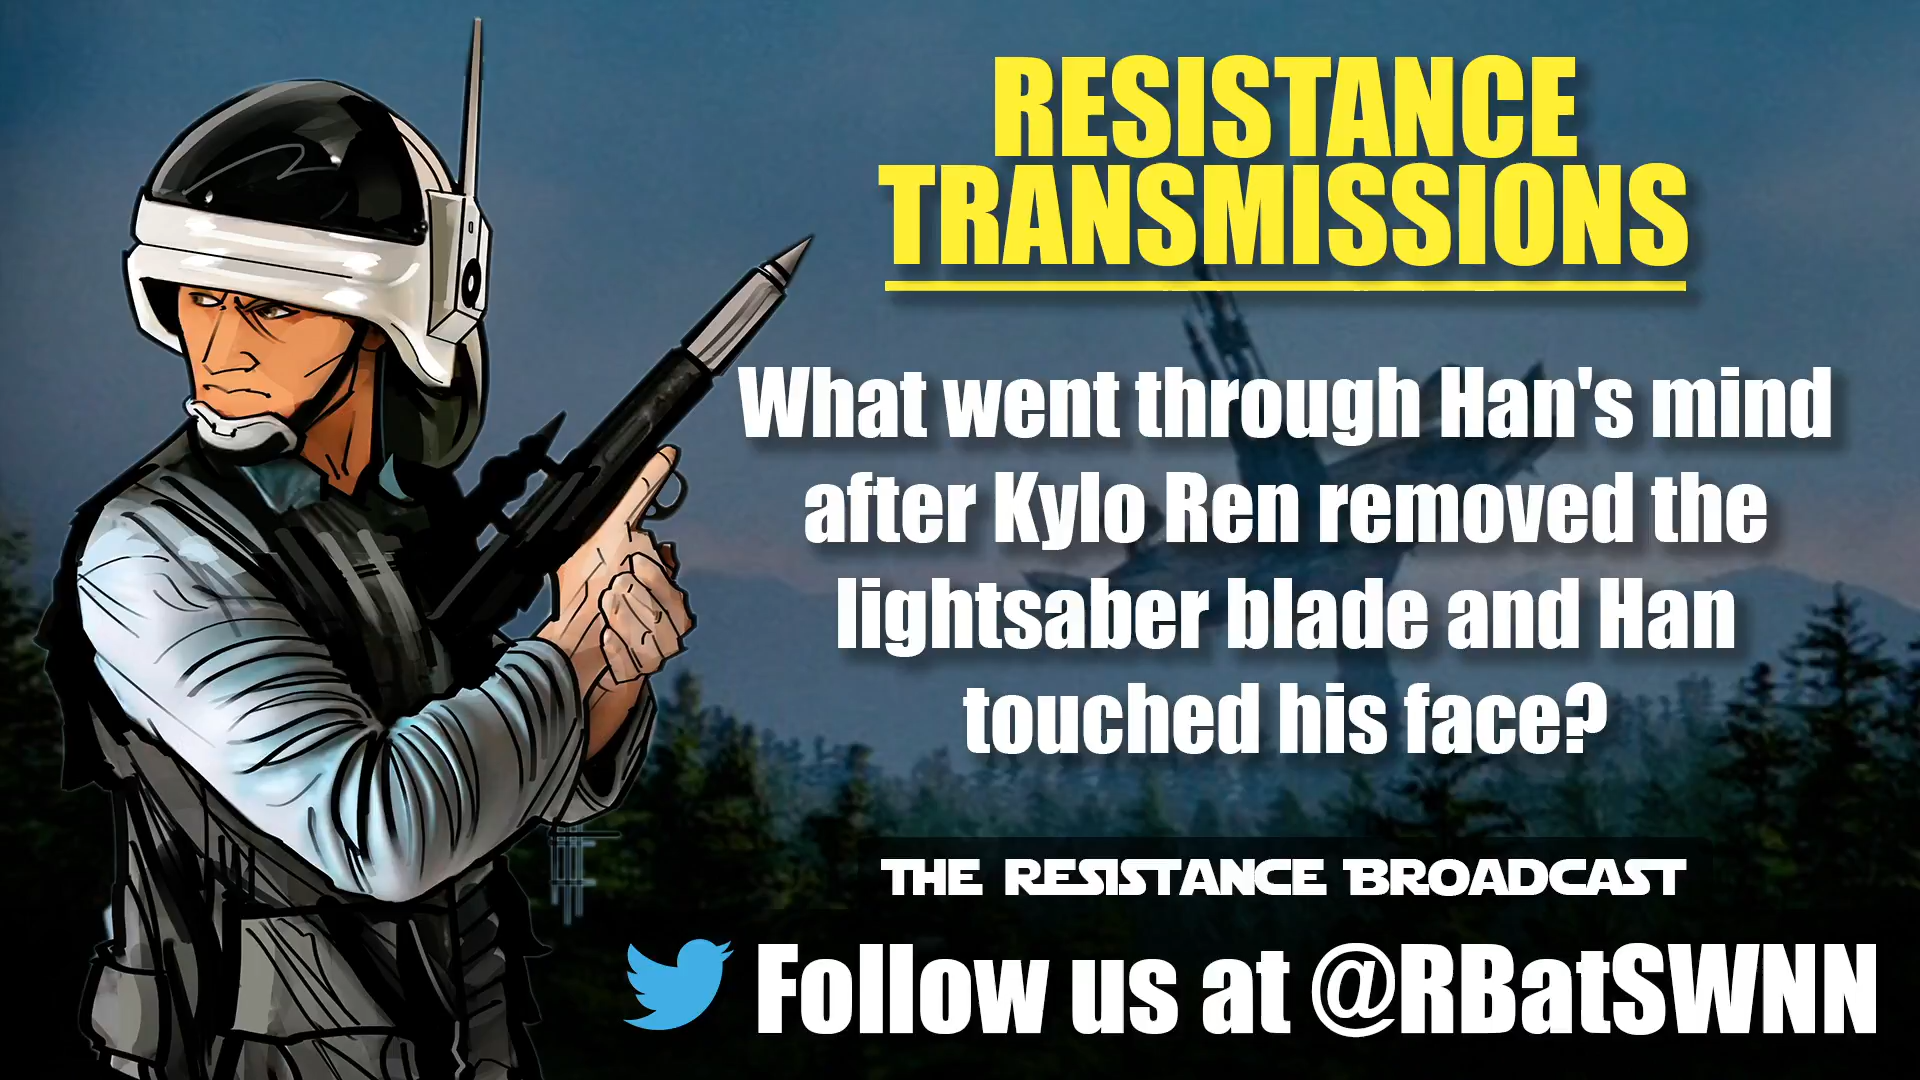 RESISTANCE
TRANSMISSIONS
What went through Han's mind
after Kylo Ren removed the
lightsaber blade and Han
touched his face?
THE RESISTANCE BROADCAST
Follow us at @RBatSWNN